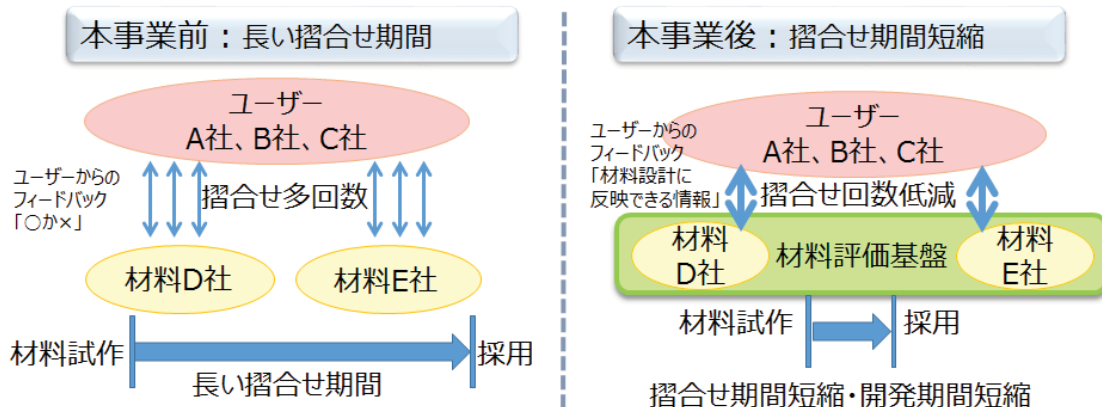 本事業前：長い摺合せ期間
ユーザー
A社、B社、C社
ユーザーからの
フィードバック
「○か×」
摺合せ多回数
材料D社
材料E社
材料試作
採用
長い摺合せ期間
本事業後：摺合せ期間短縮
ユーザー
A社、B社、C社
ユーザーからの
フィードバック
「材料設計に
反映できる情報」
摺合せ回数低減
材料
D社
材料評価基盤
材料
E社
材料試作
採用
摺合せ期間短縮・開発期間短縮